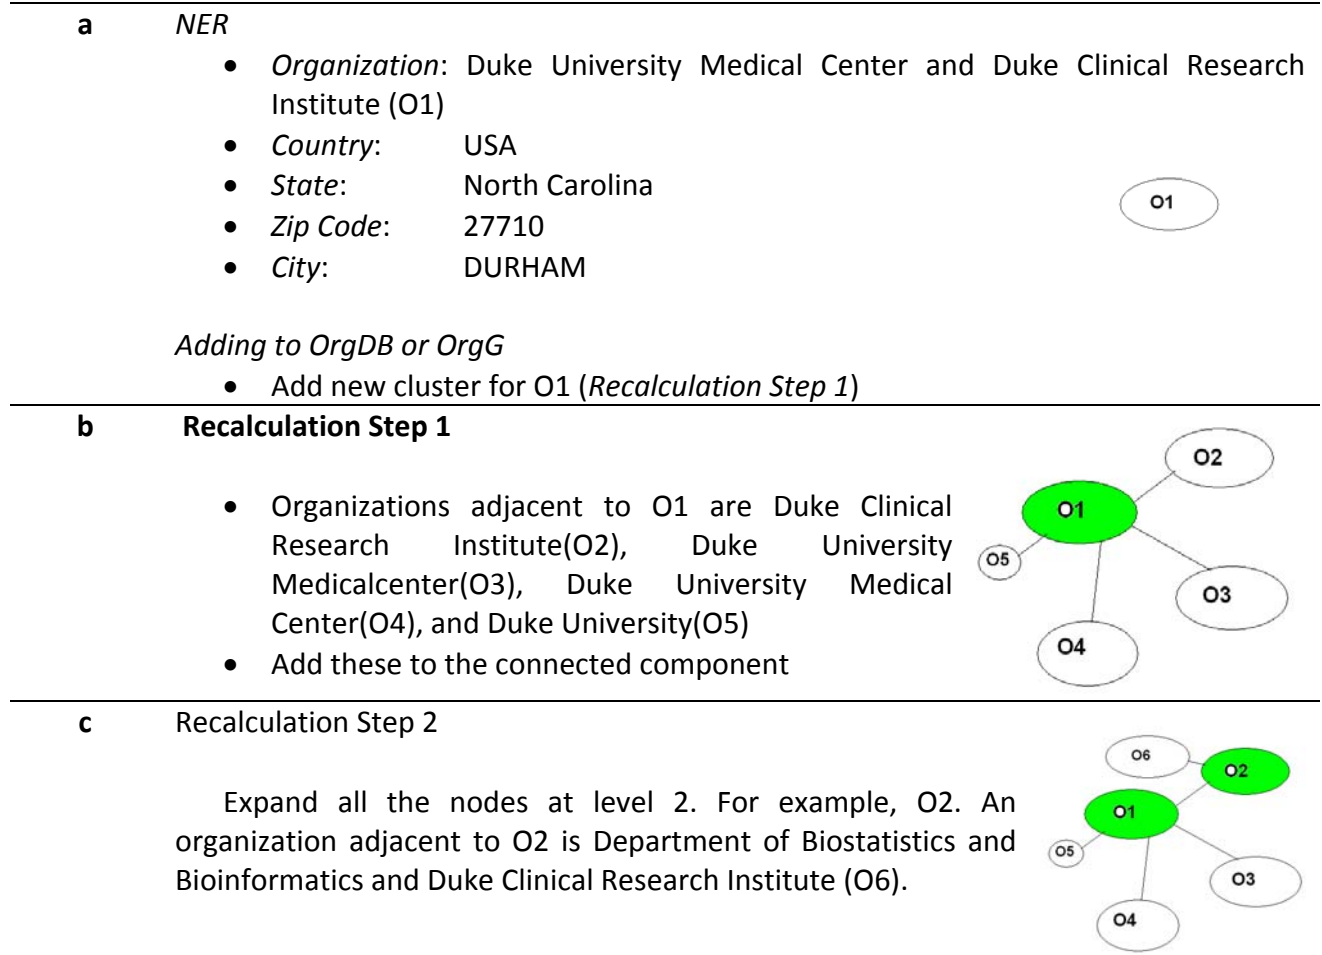 a NER
• Organization: Duke University Medical Center and Duke Clinical Research
Institute (O1)
• Country: USA
• State: North Carolina
• Zip Code: 27710
• City: DURHAM
O1
Adding to OrgDB or OrgG
• Add new cluster for O1 (Recalculation Step 1)
b Recalculation Step 1
• Organizations adjacent to O1 are Duke Clinical
Research Institute(O2), Duke University
Medicalcenter(O3), Duke University Medical
Center(O4), and Duke University(O5)
• Add these to the connected component
O2
O1
O5
O3
O4
c Recalculation Step 2
Expand all the nodes at level 2. For example, O2. An
organization adjacent to O2 is Department of Biostatistics and
Bioinformatics and Duke Clinical Research Institute (O6).
O6
O2
O1
O5
O3
O4